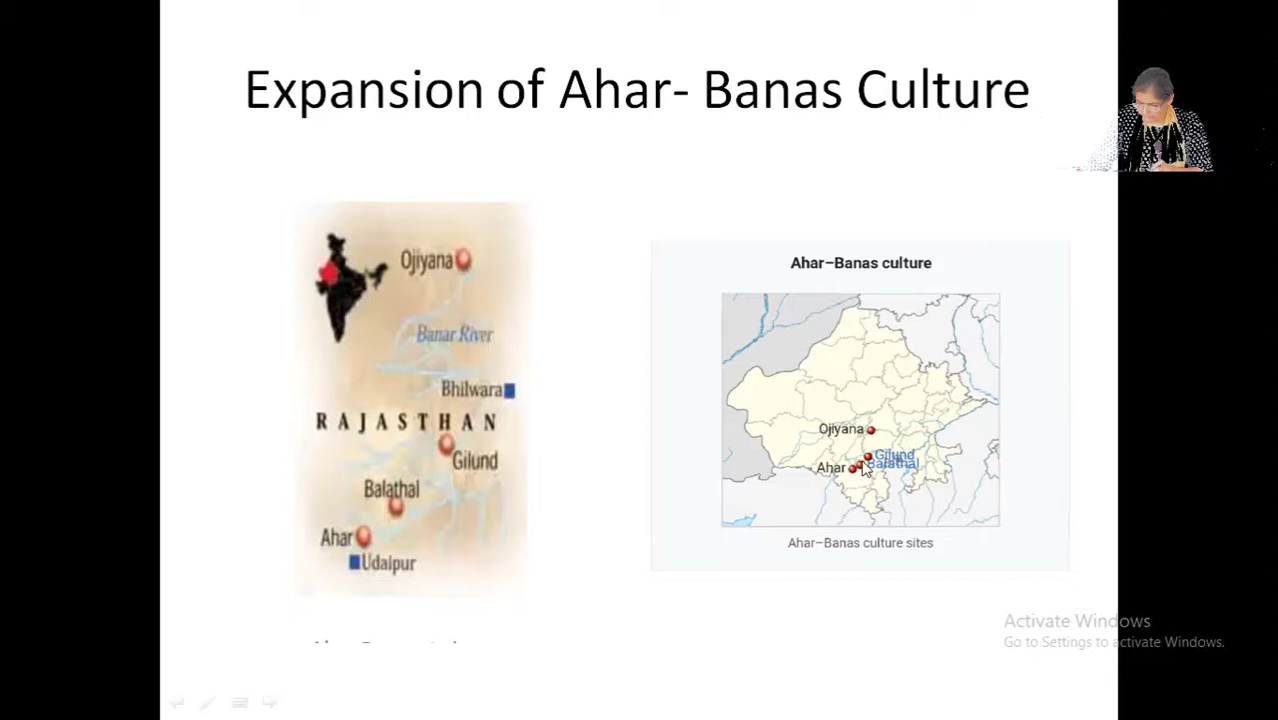 Expansion of Ahar- Banas Culture
Ojiyana
Banar River
Bhilwara
RAJASTHAN
Gilund
Balathal
Ahar
Udaipur
Ahar–Banas culture
Ojiyana
Gilund
Balathal
Ahar
Ahar–Banas culture sites
Activate Windows
Go to Settings to activate Windows.